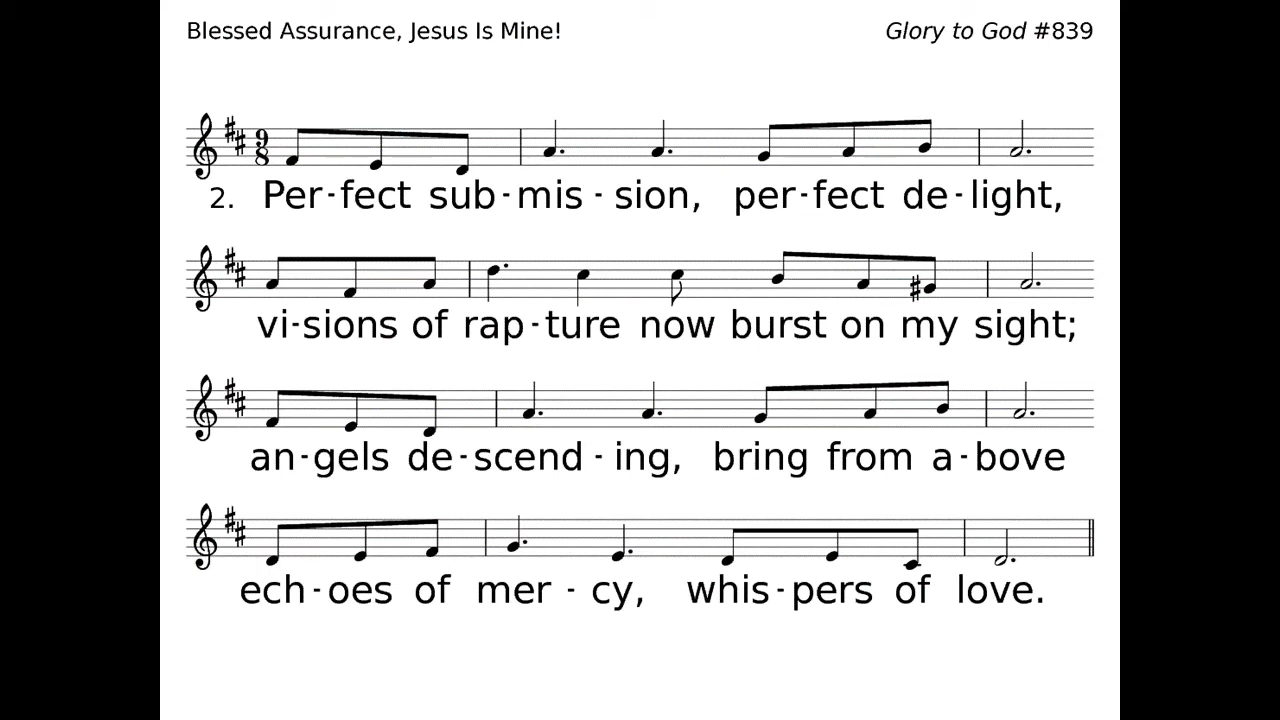 Blessed Assurance, Jesus Is Mine! Glory to God #839
9
8
2. Per-fect sub-mis - sion, per-fect de-light,
vi-sions of rap-ture now burst on my sight;
an-gels de-scend - ing, bring from a-bove
ech-oes of mer - cy, whis-pers of love.